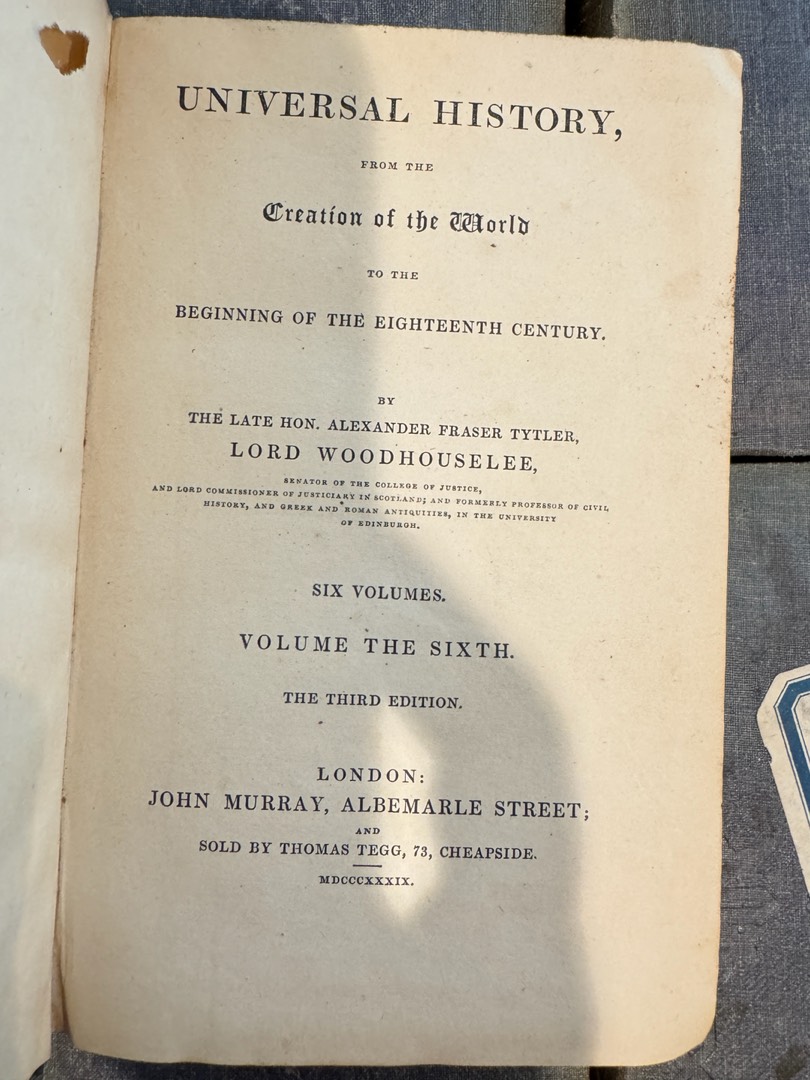 UNIVERSAL HISTORY,
FROM THE
Creation of the World
TO THE
BEGINNING OF THE EIGHTEENTH CENTURY.
BY
THE LATE HON. ALEXANDER FRASER TYTLER,
LORD WOODHOUSELEE,
SENATOR OF THE COLLEGE OF JUSTICE,
AND LORD COMMISSIONER OF JUSTICIARY IN SCOTLAND; AND FORMERLY PROFESSOR OF CIVIL
HISTORY, AND GREEK AND ROMAN ANTIQUITIES, IN THE UNIVERSITY
OF EDINBURGH.
SIX VOLUMES.
VOLUME THE SIXTH.
THE THIRD EDITION.
LONDON:
JOHN MURRAY, ALBEMARLE STREET;
AND
SOLD BY THOMAS TEGG, 73, CHEAPSIDE.
MDCCCXXXIX.